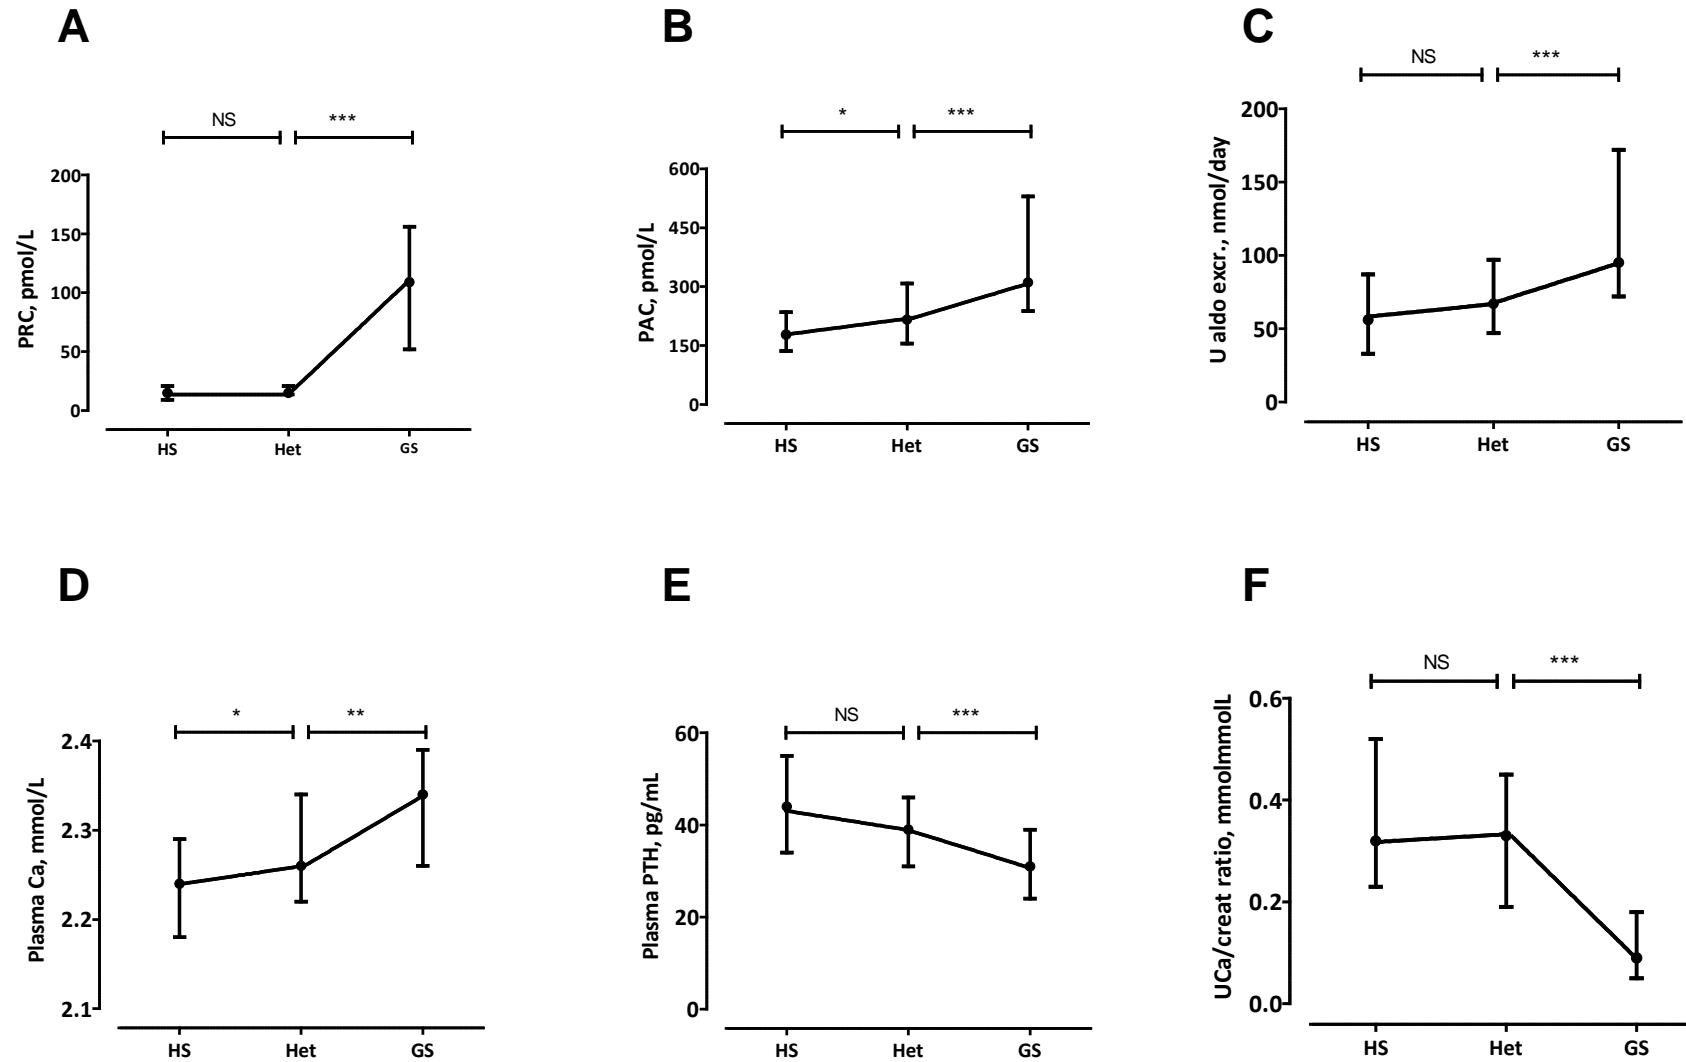 A
NS ***
200
150
100
50
0
PRC, pmol/L
HS Het GS
B
* ***
600
450
300
150
0
PAC, pmol/L
HS Het GS
C
NS ***
200
150
100
50
0
U aldo excr., nmol/day
HS Het GS
D
* **
2.4
2.3
2.2
2.1
Plasma Ca, mmol/L
HS Het GS
E
NS ***
60
40
20
0
Plasma PTH, pg/mL
HS Het GS
F
NS ***
0.6
0.4
0.2
0.0
UCa/creat ratio, mmolmmolL
HS Het GS